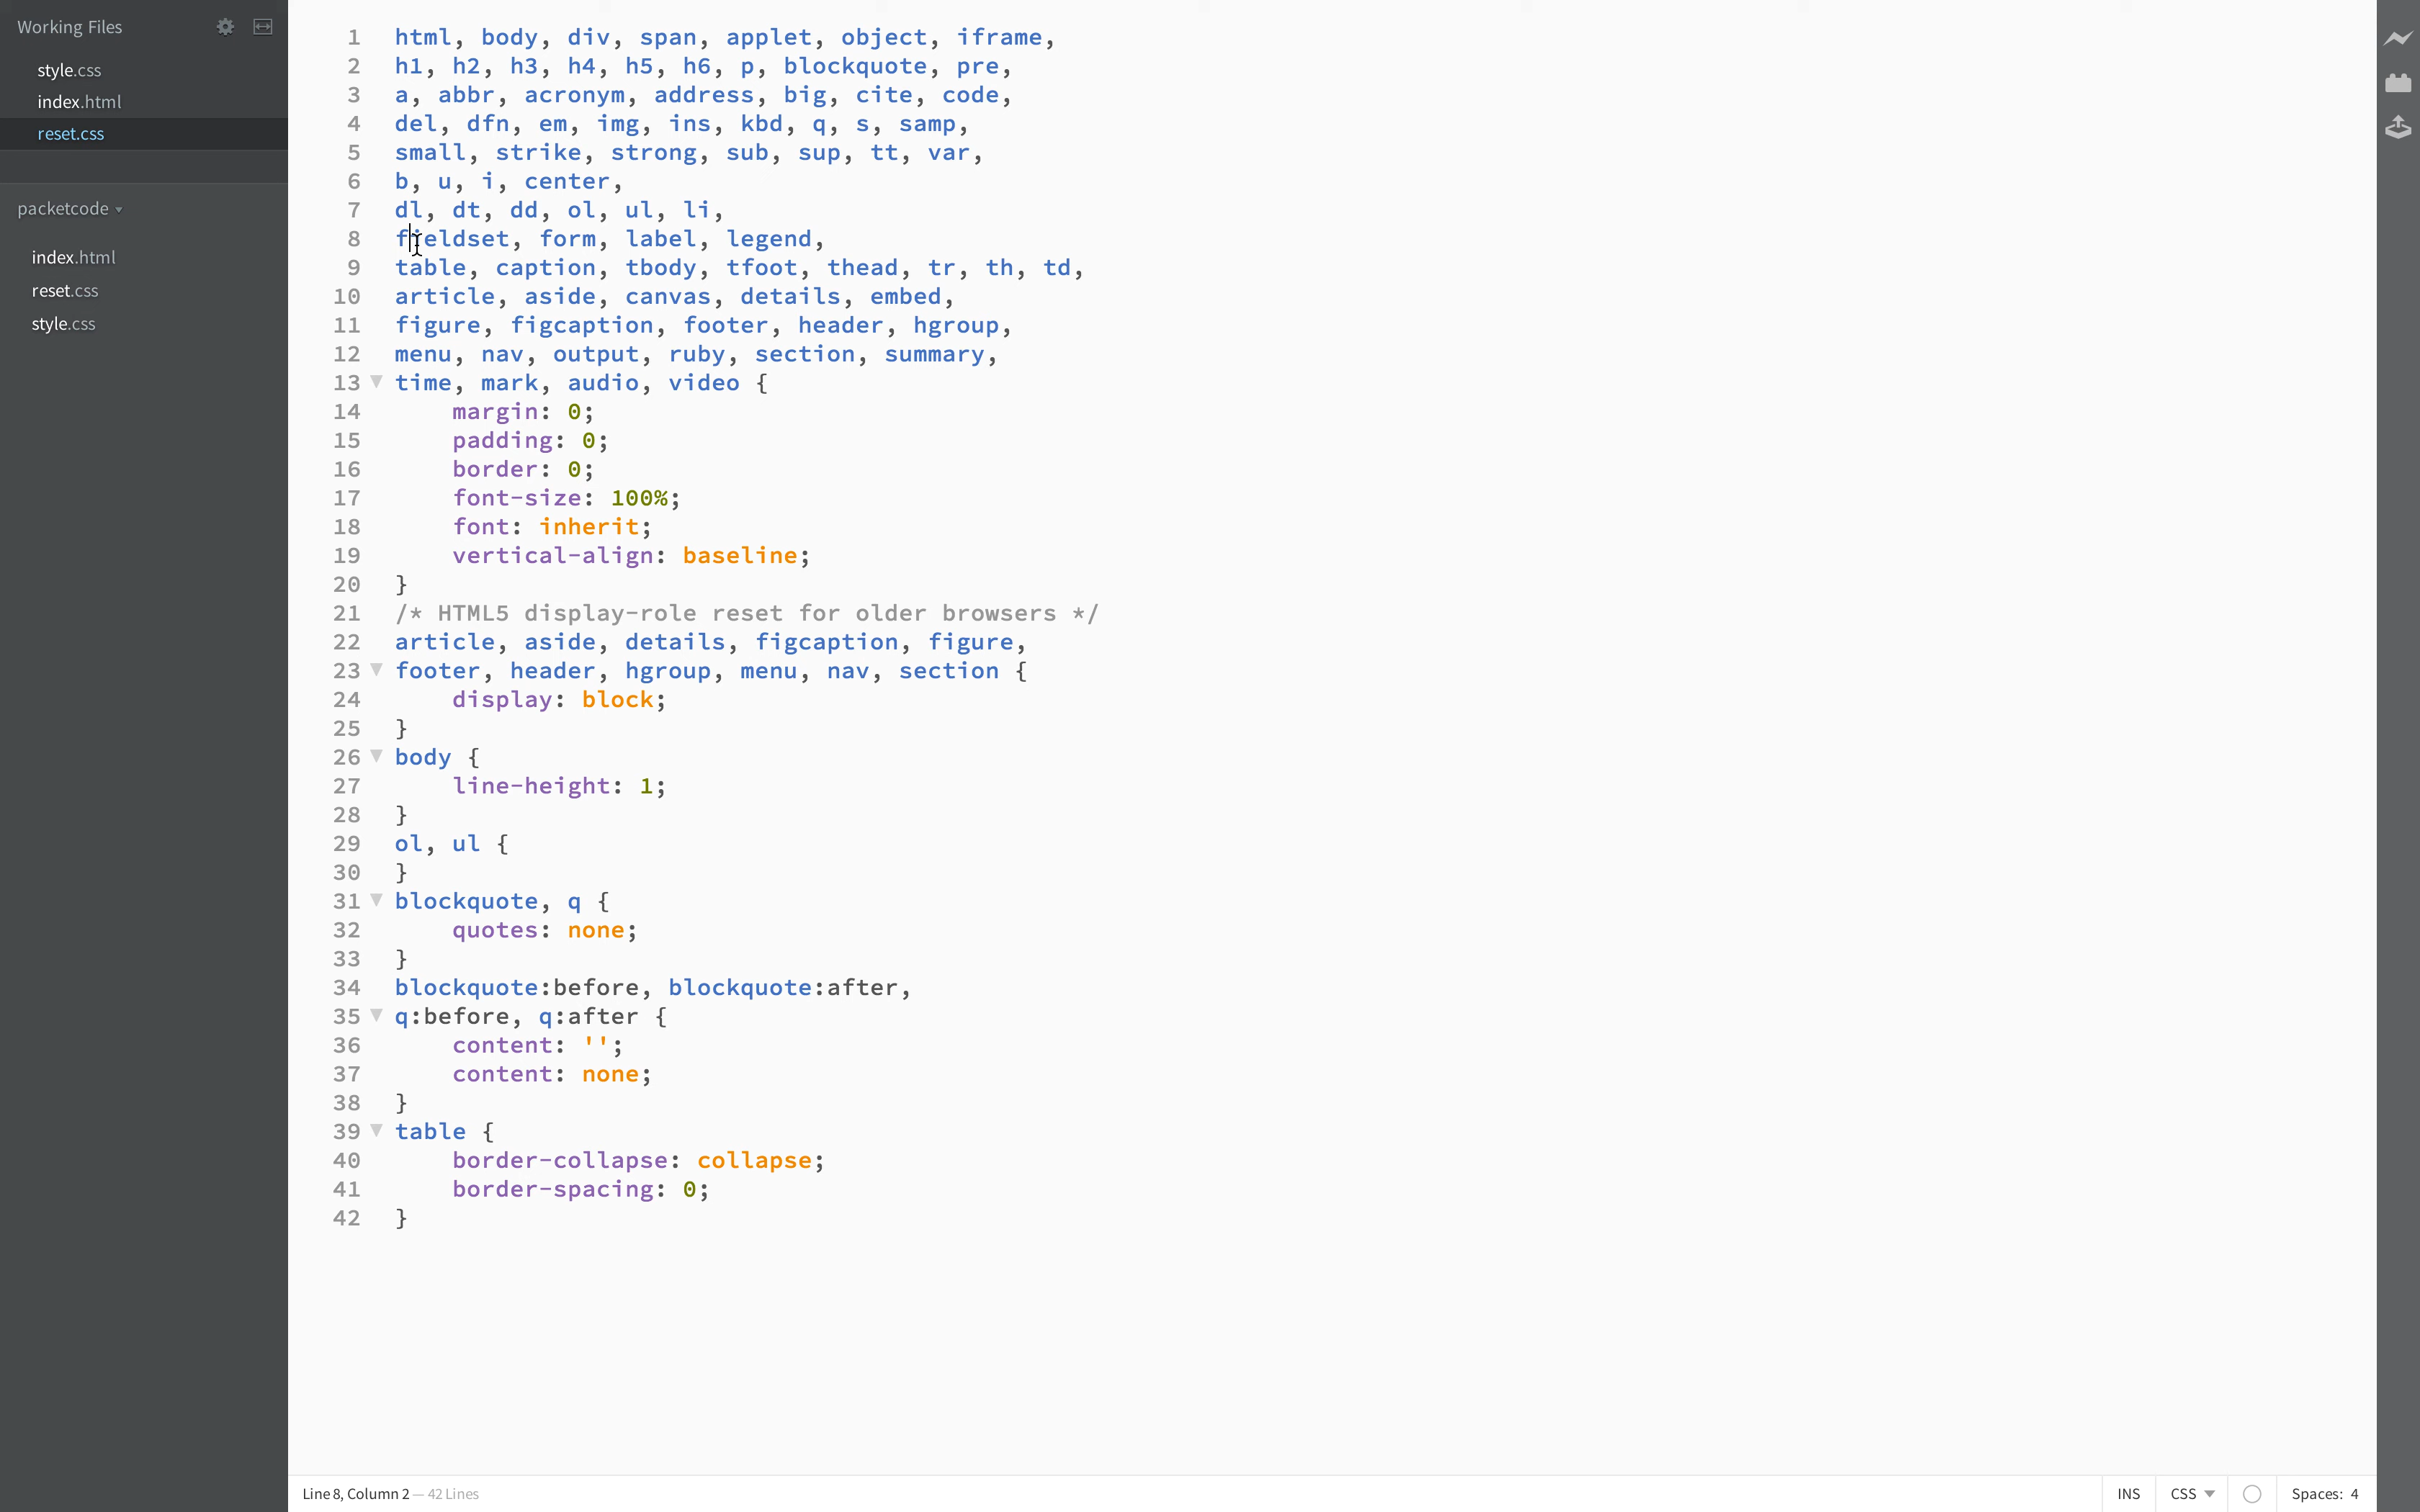 Working Files
style.css
index.html
reset.css
packetcode
index.html
reset.css
style.css
1 html, body, div, span, applet, object, iframe,
2 h1, h2, h3, h4, h5, h6, p, blockquote, pre,
3 a, abbr, acronym, address, big, cite, code,
4 del, dfn, em, img, ins, kbd, q, s, samp,
5 small, strike, strong, sub, sup, tt, var,
6 b, u, i, center,
7 dl, dt, dd, ol, ul, li,
8 fieldset, form, label, legend,
9 table, caption, tbody, tfoot, thead, tr, th, td,
10 article, aside, canvas, details, embed,
11 figure, figcaption, footer, header, hgroup,
12 menu, nav, output, ruby, section, summary,
13 time, mark, audio, video {
14     margin: 0;
15     padding: 0;
16     border: 0;
17     font-size: 100%;
18     font: inherit;
19     vertical-align: baseline;
20 }
21 /* HTML5 display-role reset for older browsers */
22 article, aside, details, figcaption, figure,
23 footer, header, hgroup, menu, nav, section {
24     display: block;
25 }
26 body {
27     line-height: 1;
28 }
29 ol, ul {
30 }
31 blockquote, q {
32     quotes: none;
33 }
34 blockquote:before, blockquote:after,
35 q:before, q:after {
36     content: '';
37     content: none;
38 }
39 table {
40     border-collapse: collapse;
41     border-spacing: 0;
42 }
Line 8, Column 2 — 42 Lines
INS CSS Spaces: 4